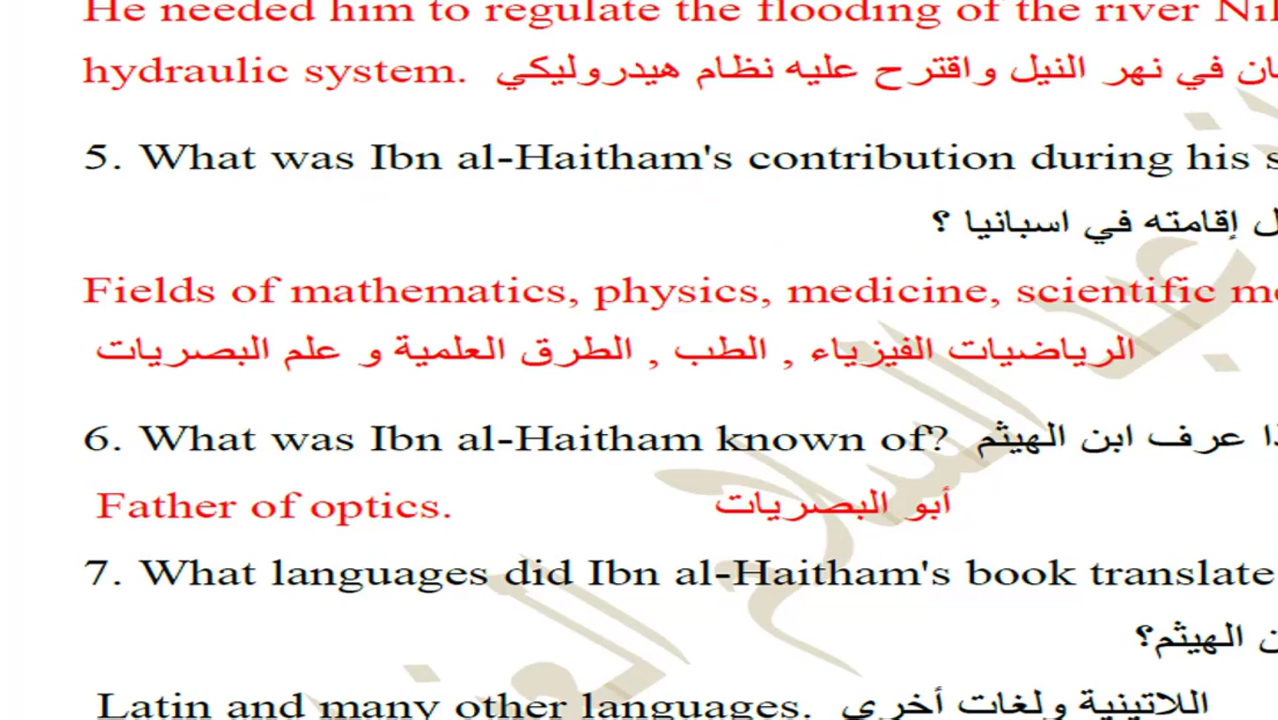 He needed him to regulate the flooding of the river
hydraulic system. في نهر النيل واقترح عليه نظام هيدروليكي
5. What was Ibn al-Haitham's contribution during his
إقامته في اسبانيا ؟
Fields of mathematics, physics, medicine, scientific
الرياضيات الفيزياء , الطب , الطرق العلمية و علم البصريات
6. What was Ibn al-Haitham known of? عرف ابن الهيثم
Father of optics. أبو البصريات
7. What languages did Ibn al-Haitham's book translate
الهيثم؟
Latin and many other languages. اللاتينية ولغات أخري